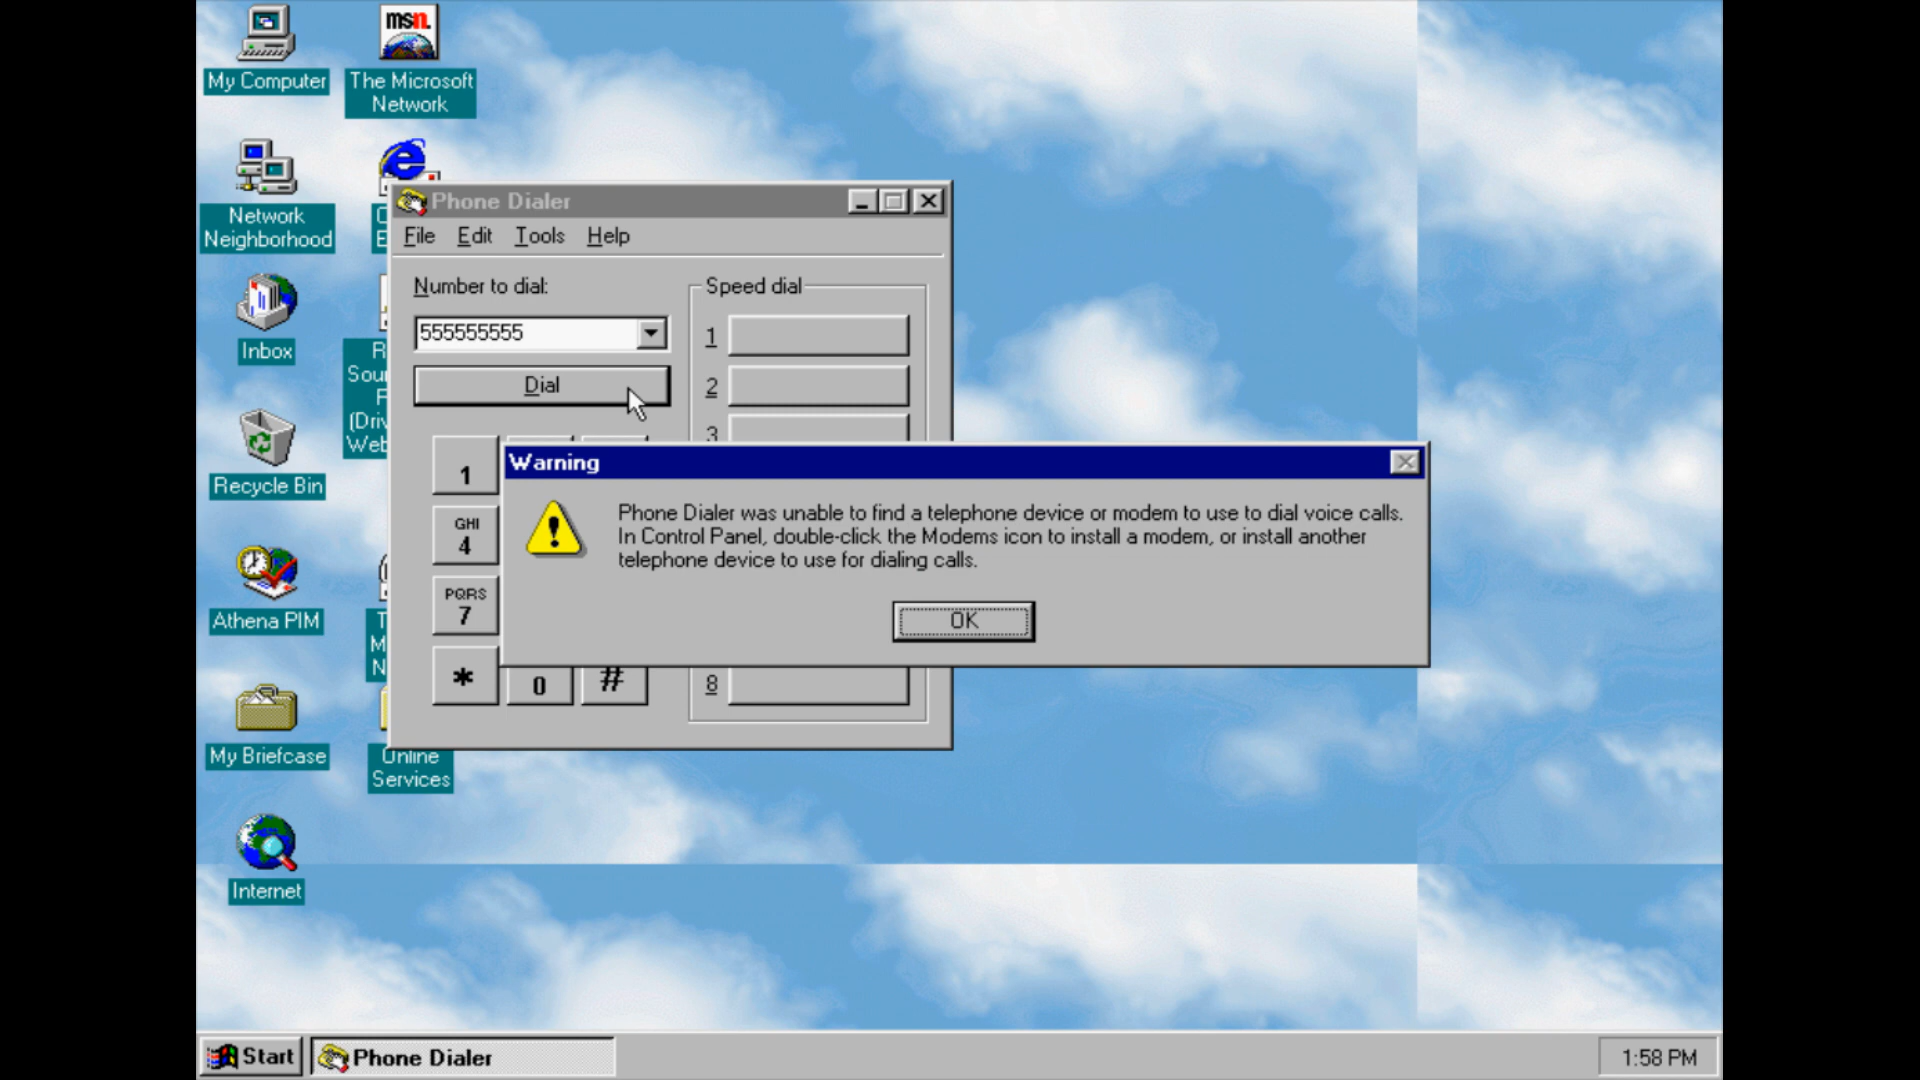 My Computer
msn.
The Microsoft
Network
Network
Neighborhood
Inbox
Recycle Bin
Athena PIM
My Briefcase
Online
Services
Internet
Phone Dialer
File Edit Tools Help
Number to dial:
555555555
Dial
Speed dial
1
2
3
8
1
GHI
4
PQRS
7
*
0
#
Warning
Phone Dialer was unable to find a telephone device or modem to use to dial voice calls.
In Control Panel, double-click the Modems icon to install a modem, or install another
telephone device to use for dialing calls.
OK
Start
Phone Dialer
1:58 PM